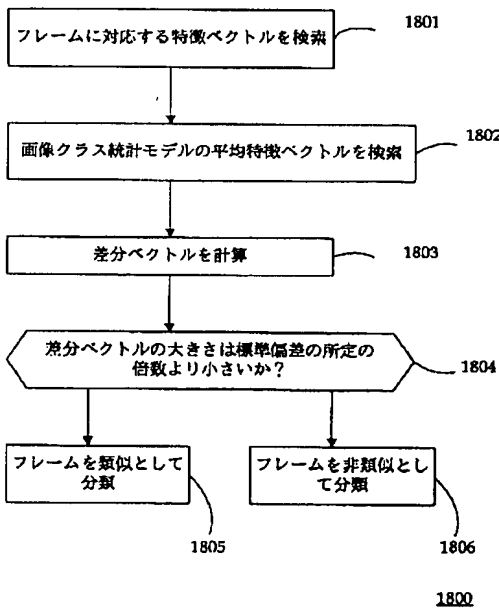 フレームに対応する特徴ベクトルを検索
1801
画像クラス統計モデルの平均特徴ベクトルを検索
1802
差分ベクトルを計算
1803
差分ベクトルの大きさは標準偏差の所定の
倍数より小さいか？
1804
フレームを類似として
分類
フレームを非類似とし
て分類
1805
1806
1800